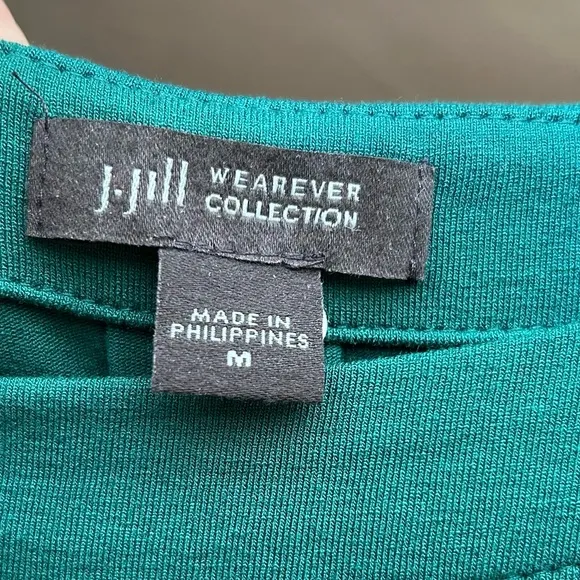 J.Jill WEAREVER
COLLECTION
MADE IN
PHILIPPINES
M